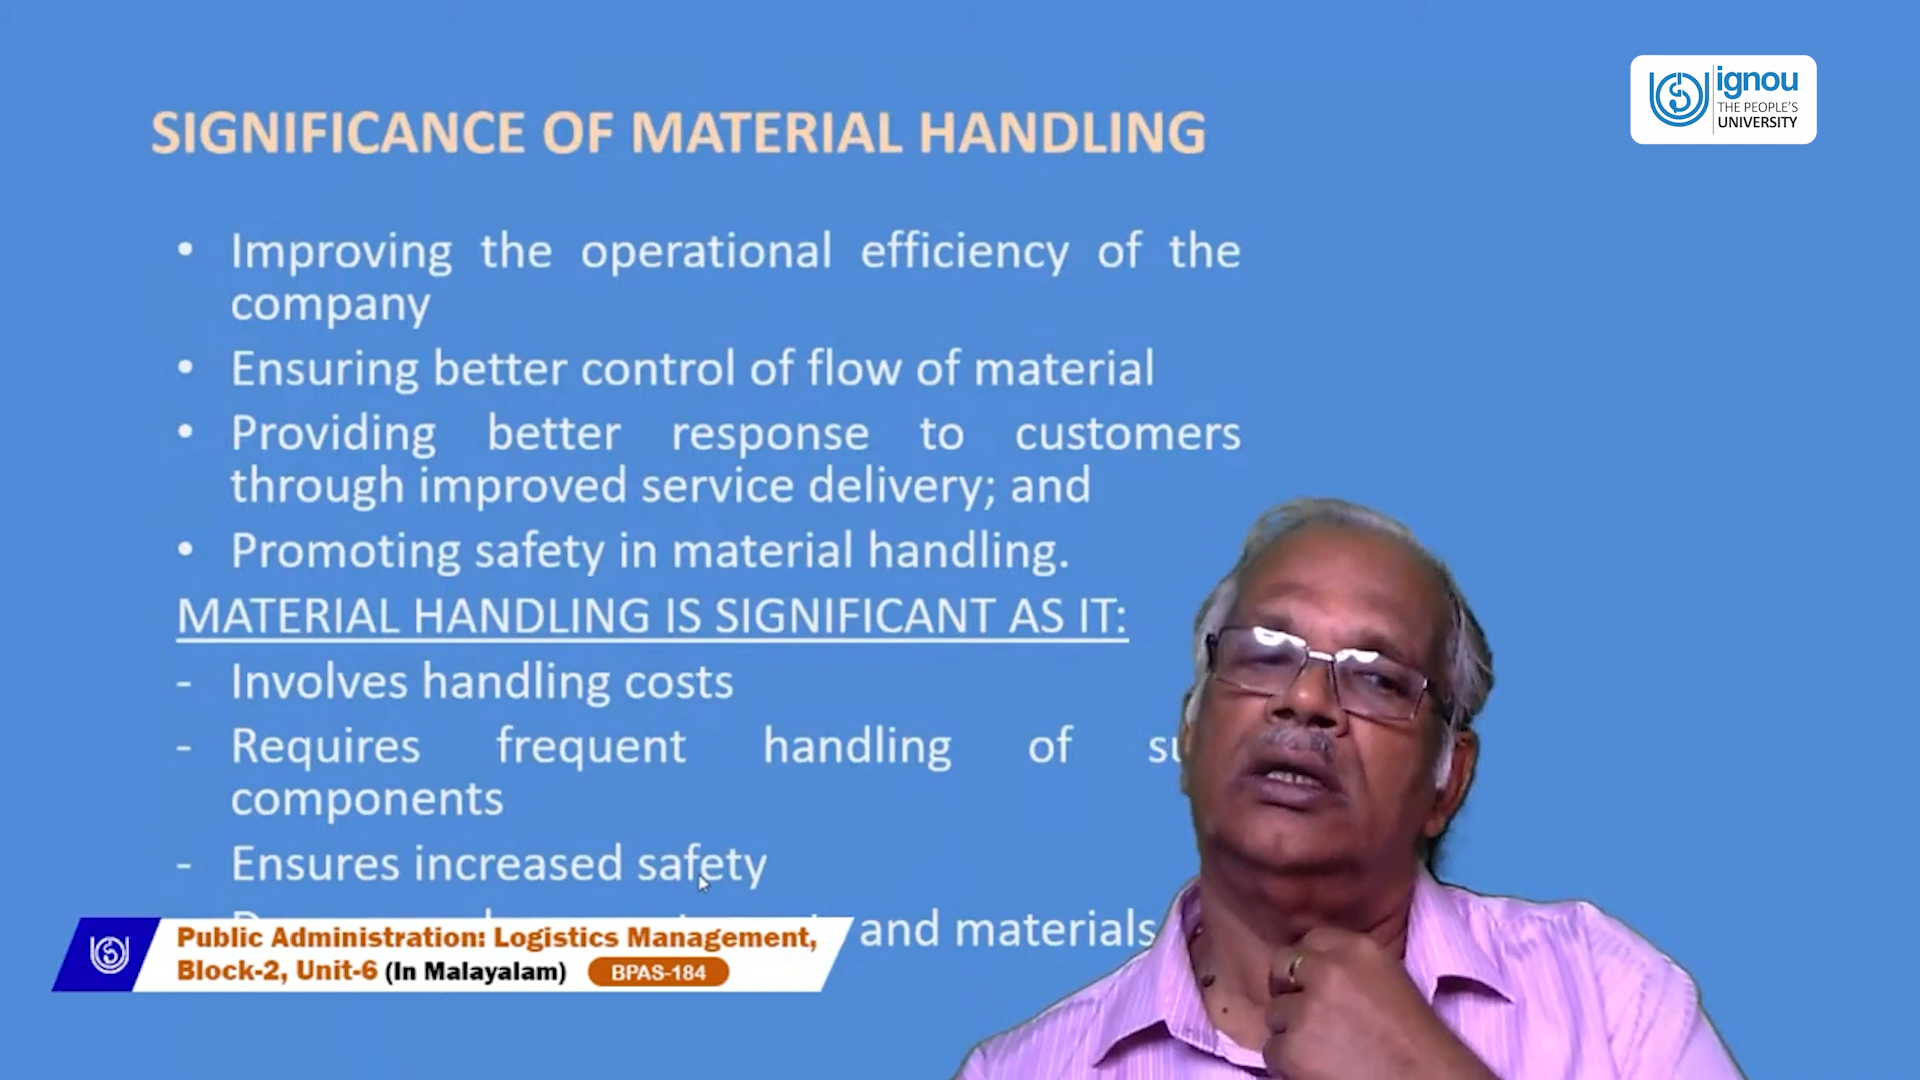 ignou
THE PEOPLE'S
UNIVERSITY
SIGNIFICANCE OF MATERIAL HANDLING
• Improving the operational efficiency of the
company
• Ensuring better control of flow of material
• Providing better response to customers
through improved service delivery; and
• Promoting safety in material handling.
MATERIAL HANDLING IS SIGNIFICANT AS IT:
- Involves handling costs
- Requires frequent handling of
components
- Ensures increased safety
and materials
Public Administration: Logistics Management,
Block-2, Unit-6 (In Malayalam) BPAS-184